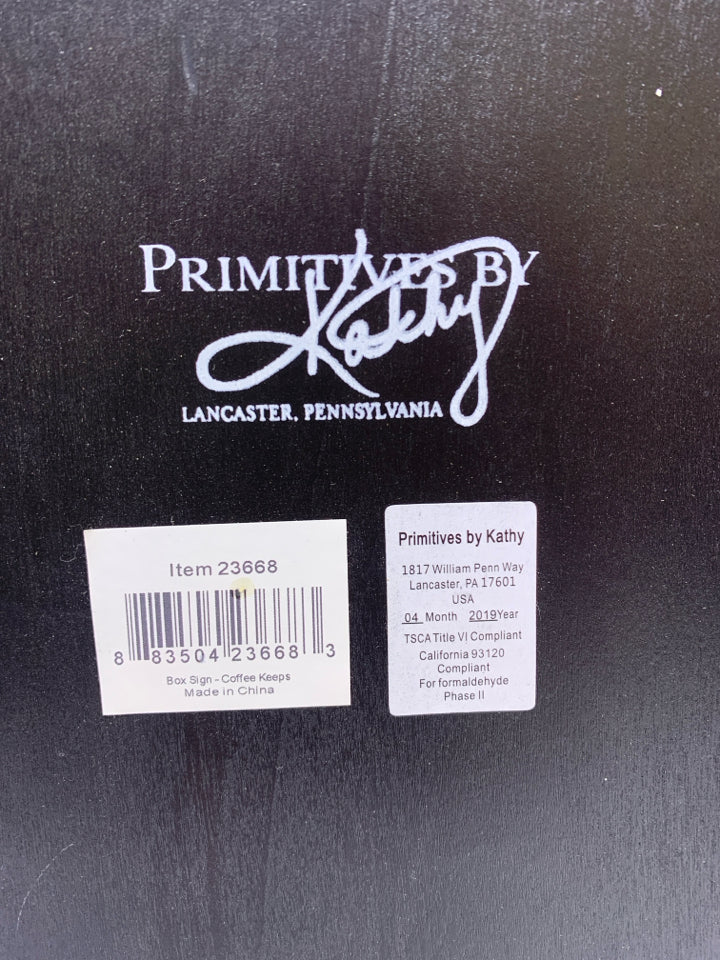 PRIMITIVES BY
Kathy
LANCASTER, PENNSYLVANIA
Item 23668
8 83504 23668 3
Box Sign - Coffee Keeps
Made in China
Primitives by Kathy
1817 William Penn Way
Lancaster, PA 17601
USA
04 Month 2019Year
TSCA Title VI Compliant
California 93120
Compliant
For formaldehyde
Phase II